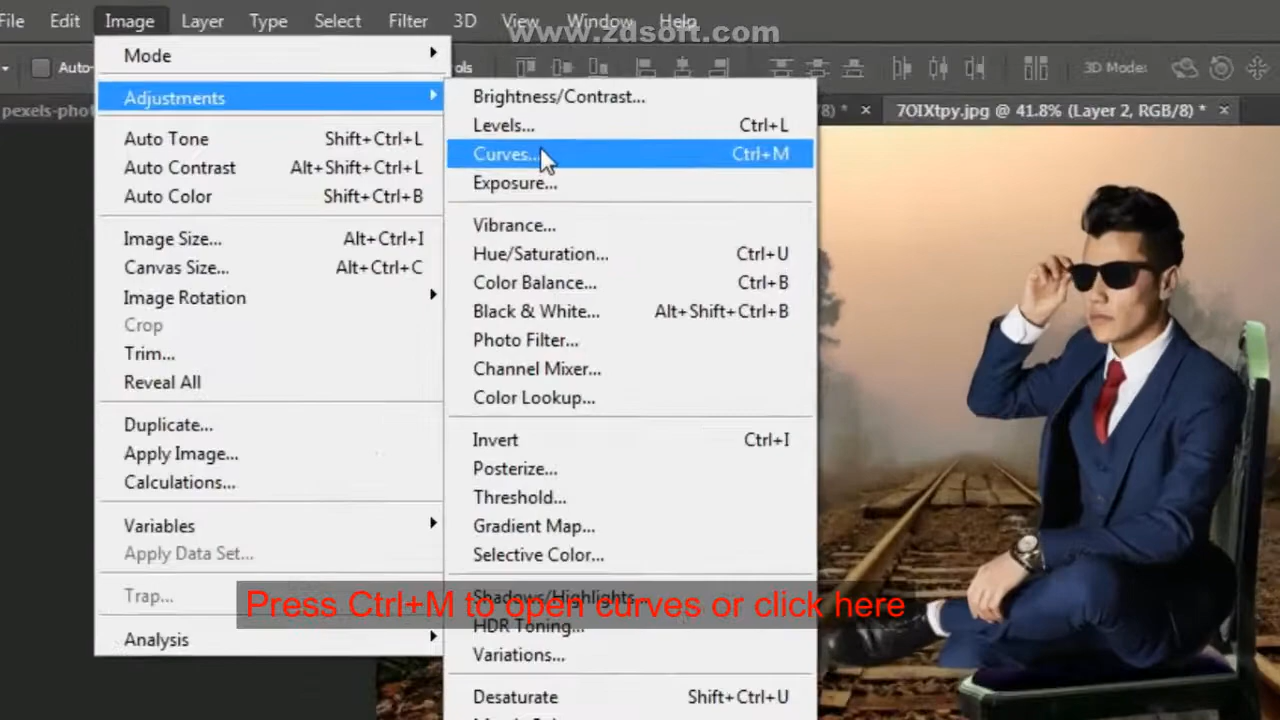 File Edit Image Layer Type Select Filter 3D View Window Help
www.zdsoft.com
Auto- ols 3D Mode:
pexels-phot /8) * × 7OIXtpy.jpg @ 41.8% (Layer 2, RGB/8) * ×
Mode
Adjustments
Auto Tone Shift+Ctrl+L
Auto Contrast Alt+Shift+Ctrl+L
Auto Color Shift+Ctrl+B
Image Size... Alt+Ctrl+I
Canvas Size... Alt+Ctrl+C
Image Rotation
Crop
Trim...
Reveal All
Duplicate...
Apply Image...
Calculations...
Variables
Apply Data Set...
Trap...
Analysis
Brightness/Contrast...
Levels... Ctrl+L
Curves... Ctrl+M
Exposure...
Vibrance...
Hue/Saturation... Ctrl+U
Color Balance... Ctrl+B
Black & White... Alt+Shift+Ctrl+B
Photo Filter...
Channel Mixer...
Color Lookup...
Invert Ctrl+I
Posterize...
Threshold...
Gradient Map...
Selective Color...
Shadows/Highlights...
HDR Toning...
Variations...
Desaturate Shift+Ctrl+U
Press Ctrl+M to open curves or click here